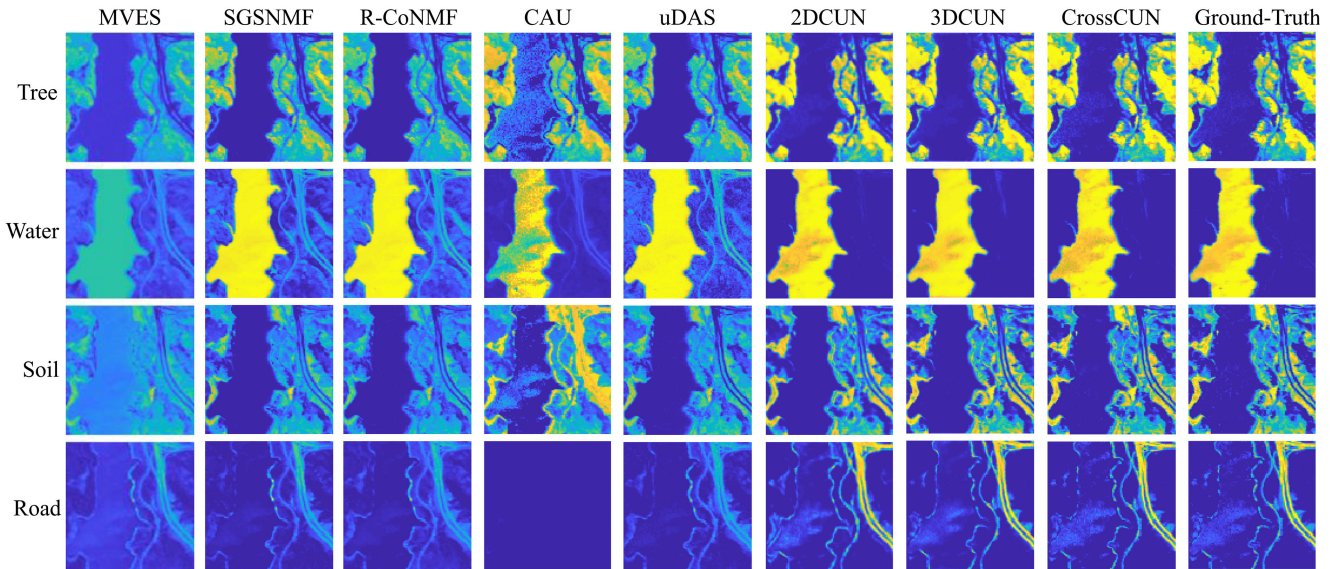 MVES SGSNMF R-CoNMF CAU uDAS 2DCUN 3DCUN CrossCUN Ground-Truth
Tree
Water
Soil
Road